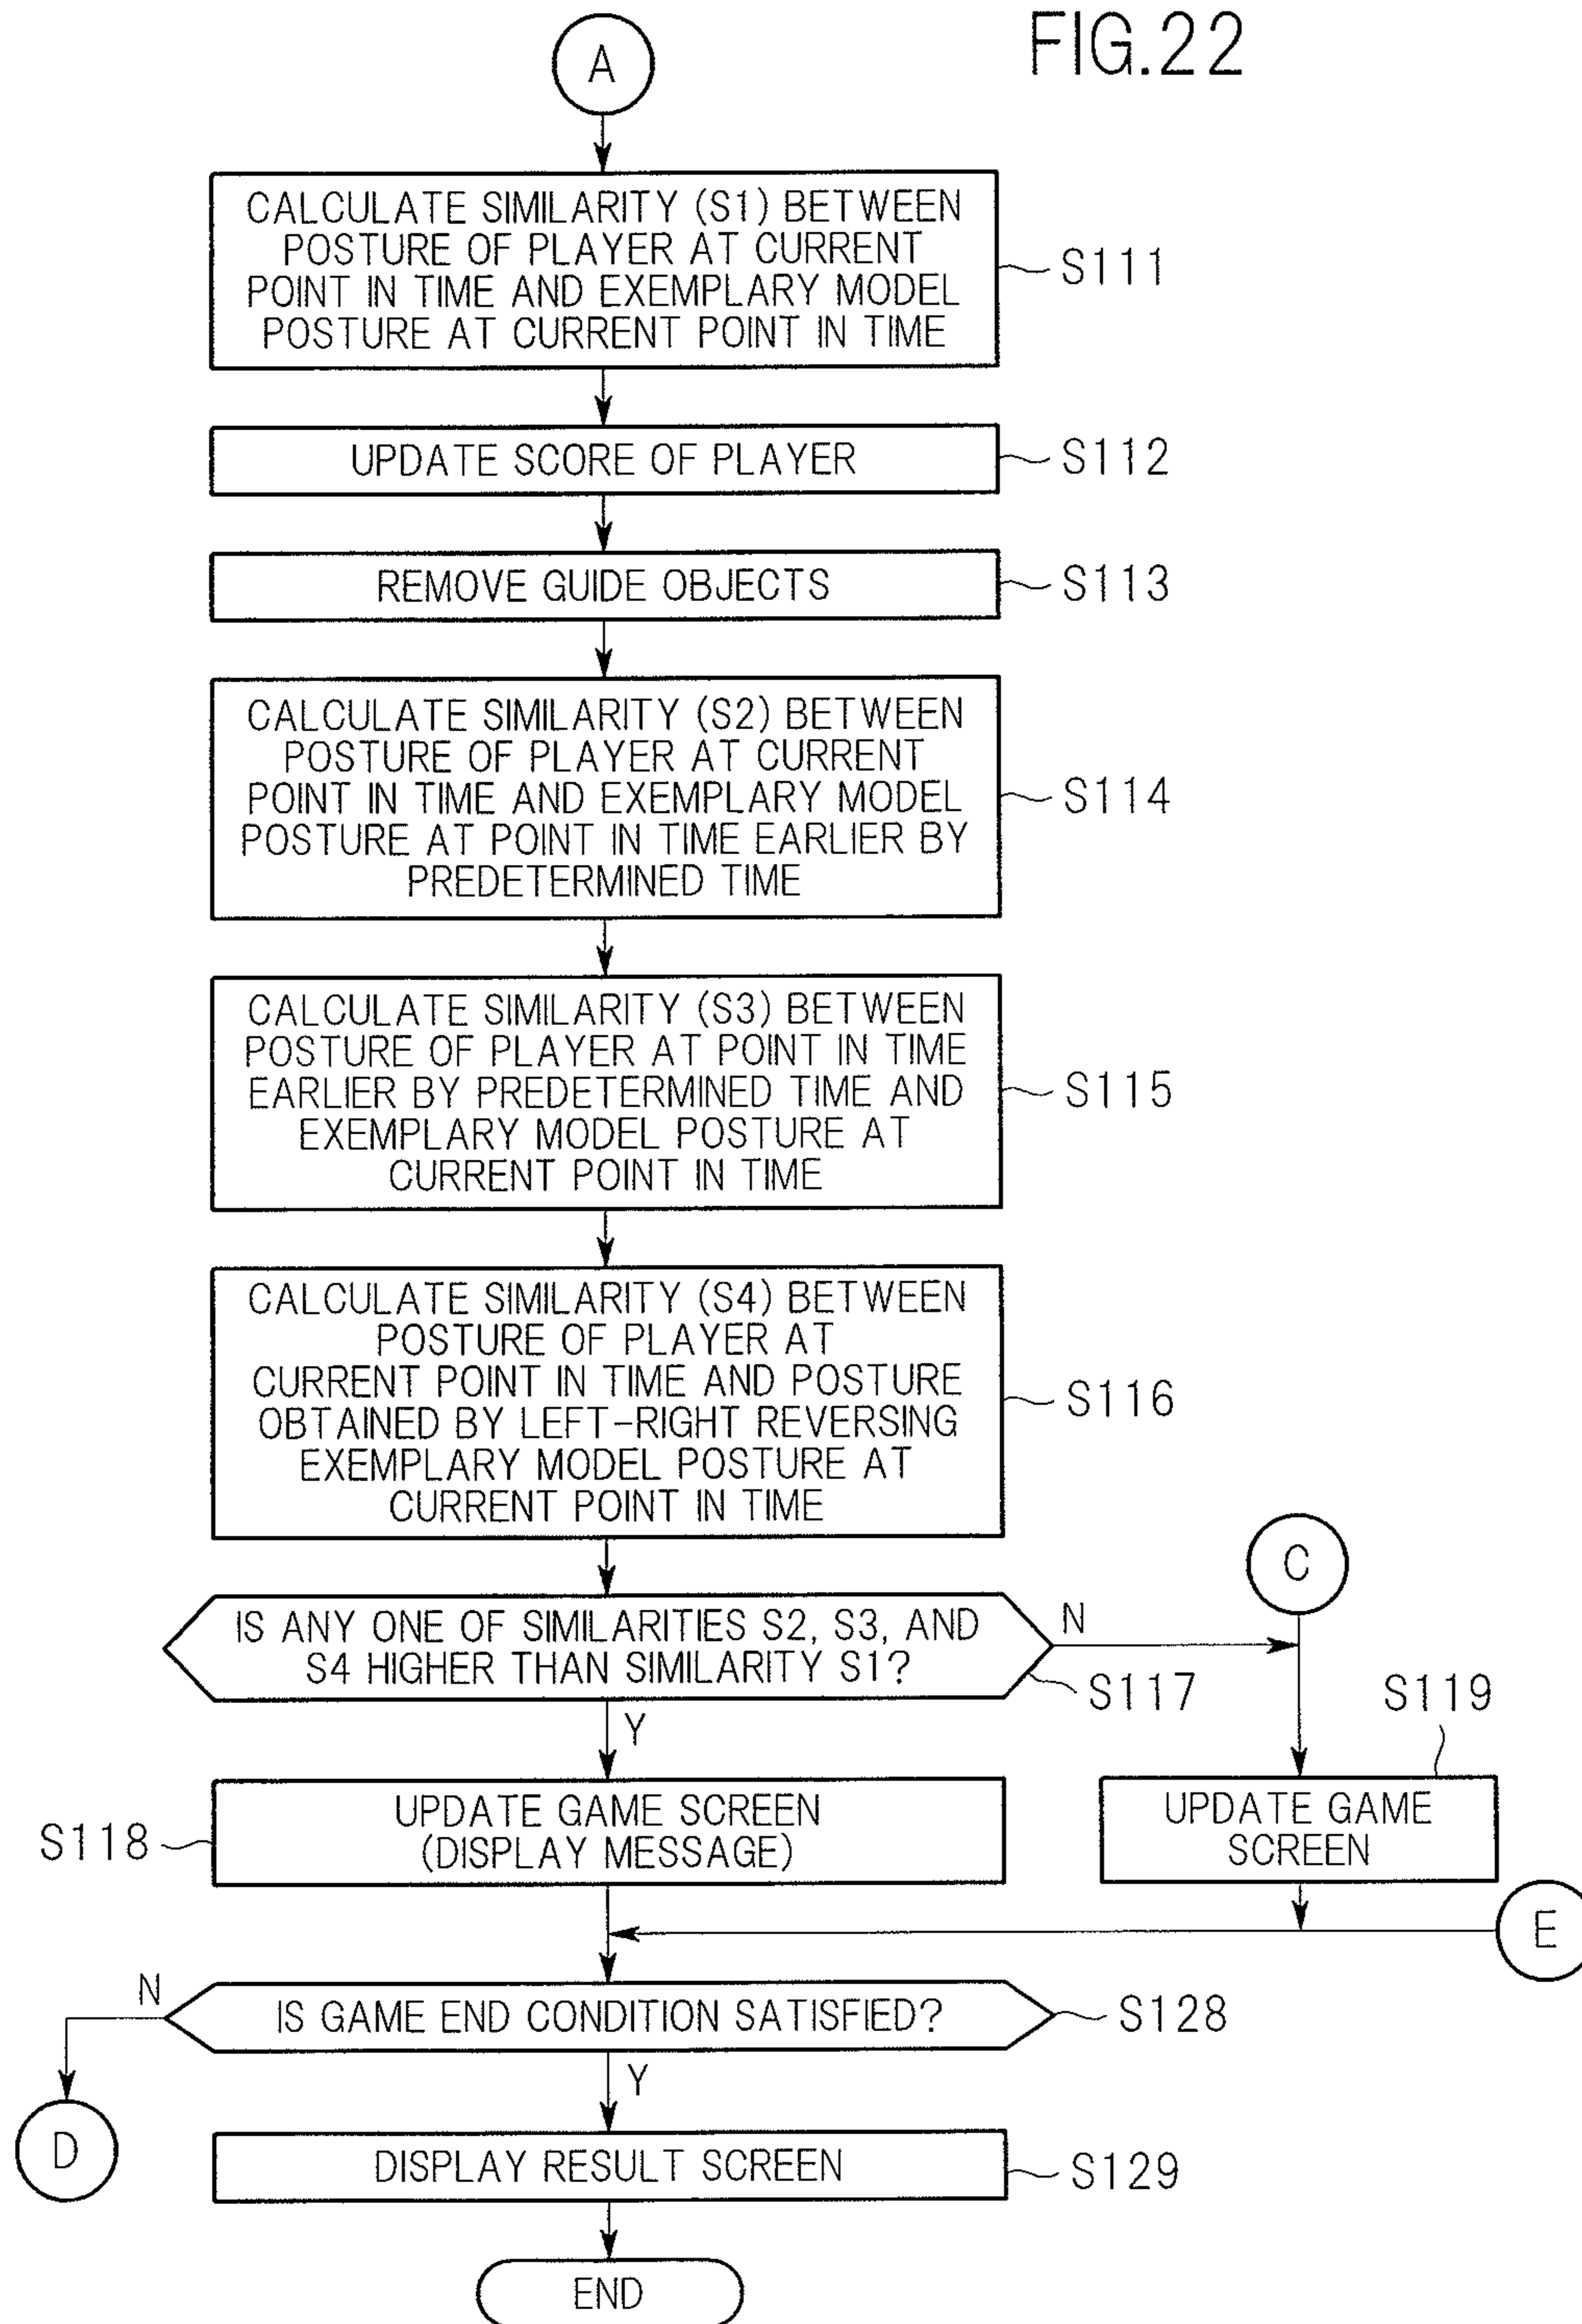 FIG.22
A
CALCULATE SIMILARITY (S1) BETWEEN
POSTURE OF PLAYER AT CURRENT
POINT IN TIME AND EXEMPLARY MODEL
POSTURE AT CURRENT POINT IN TIME
S111
UPDATE SCORE OF PLAYER
S112
REMOVE GUIDE OBJECTS
S113
CALCULATE SIMILARITY (S2) BETWEEN
POSTURE OF PLAYER AT CURRENT
POINT IN TIME AND EXEMPLARY MODEL
POSTURE AT POINT IN TIME EARLIER BY
PREDETERMINED TIME
S114
CALCULATE SIMILARITY (S3) BETWEEN
POSTURE OF PLAYER AT POINT IN TIME
EARLIER BY PREDETERMINED TIME AND
EXEMPLARY MODEL POSTURE AT
CURRENT POINT IN TIME
S115
CALCULATE SIMILARITY (S4) BETWEEN
POSTURE OF PLAYER AT
CURRENT POINT IN TIME AND POSTURE
OBTAINED BY LEFT-RIGHT REVERSING
EXEMPLARY MODEL POSTURE AT
CURRENT POINT IN TIME
S116
C
IS ANY ONE OF SIMILARITIES S2, S3, AND
S4 HIGHER THAN SIMILARITY S1?
N
S117
Y
S119
UPDATE GAME SCREEN
(DISPLAY MESSAGE)
S118
UPDATE GAME
SCREEN
E
N
IS GAME END CONDITION SATISFIED?
S128
Y
D
DISPLAY RESULT SCREEN
S129
END